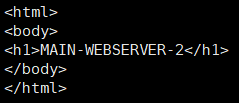 <html>
<body>
<h1>MAIN-WEBSERVER-2</h1>
</body>
</html>